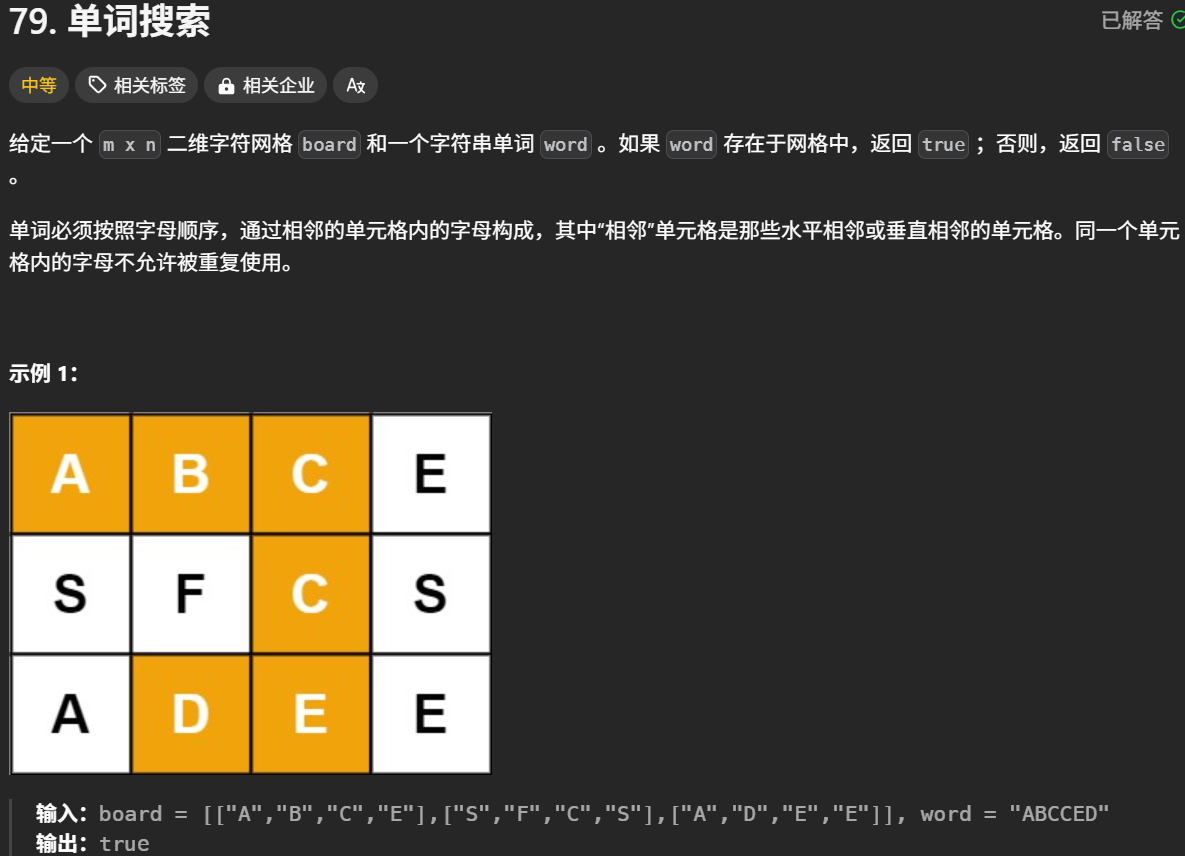 79. 单词搜索
已解答
中等 相关标签 相关企业 Az
给定一个 m x n 二维字符网格 board 和一个字符串单词 word 。如果 word 存在于网格中，返回 true ；否则，返回 false
。
单词必须按照字母顺序，通过相邻的单元格内的字母构成，其中“相邻”单元格是那些水平相邻或垂直相邻的单元格。同一个单元
格内的字母不允许被重复使用。
示例 1：
A B C E
S F C S
A D E E
输入：board = [["A","B","C","E"],["S","F","C","S"],["A","D","E","E"]], word = "ABCCED"
输出：true